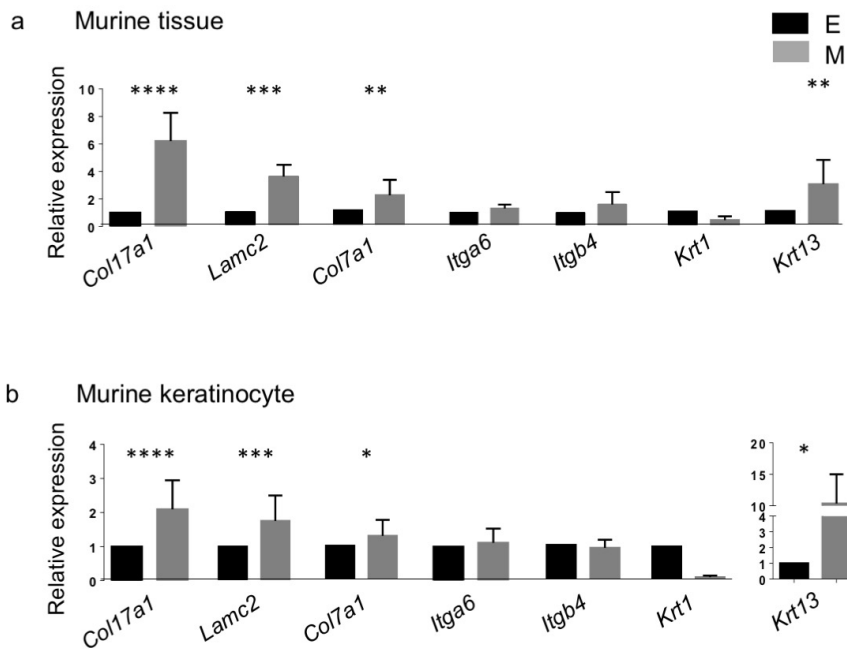 a Murine tissue
E
M
Relative expression
10
8
6
4
2
0
**** *** ** **
Col17a1 Lamc2 Col7a1 Itga6 Itgb4 Krt1 Krt13
b Murine keratinocyte
Relative expression
4
3
2
1
0
**** *** *
Col17a1 Lamc2 Col7a1 Itga6 Itgb4 Krt1
20
15
10
4
3
2
1
0
*
Krt13